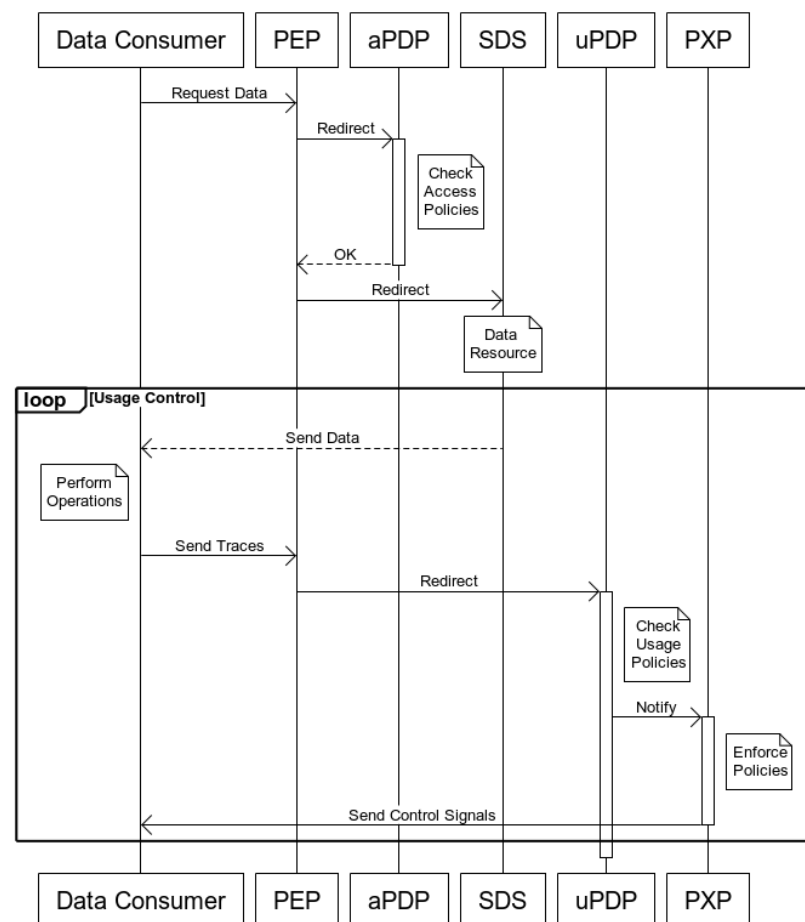 Data Consumer
PEP
aPDP
SDS
uPDP
PXP
Request Data
Redirect
Check
Access
Policies
OK
Redirect
Data
Resource
loop
[Usage Control]
Send Data
Perform
Operations
Send Traces
Redirect
Check
Usage
Policies
Notify
Enforce
Policies
Send Control Signals
Data Consumer
PEP
aPDP
SDS
uPDP
PXP